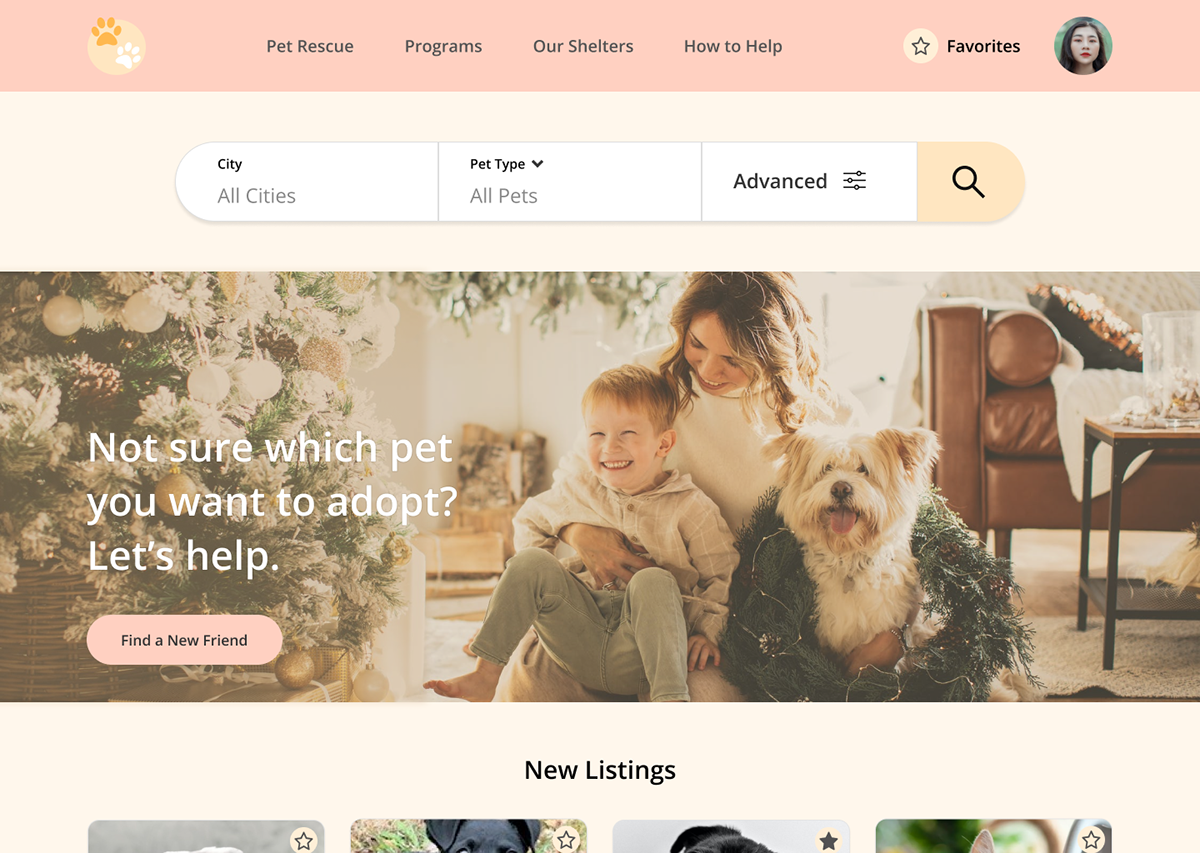 Pet Rescue
Programs
Our Shelters
How to Help
Favorites
City
All Cities
Pet Type
All Pets
Advanced
Not sure which pet
you want to adopt?
Let’s help.
Find a New Friend
New Listings